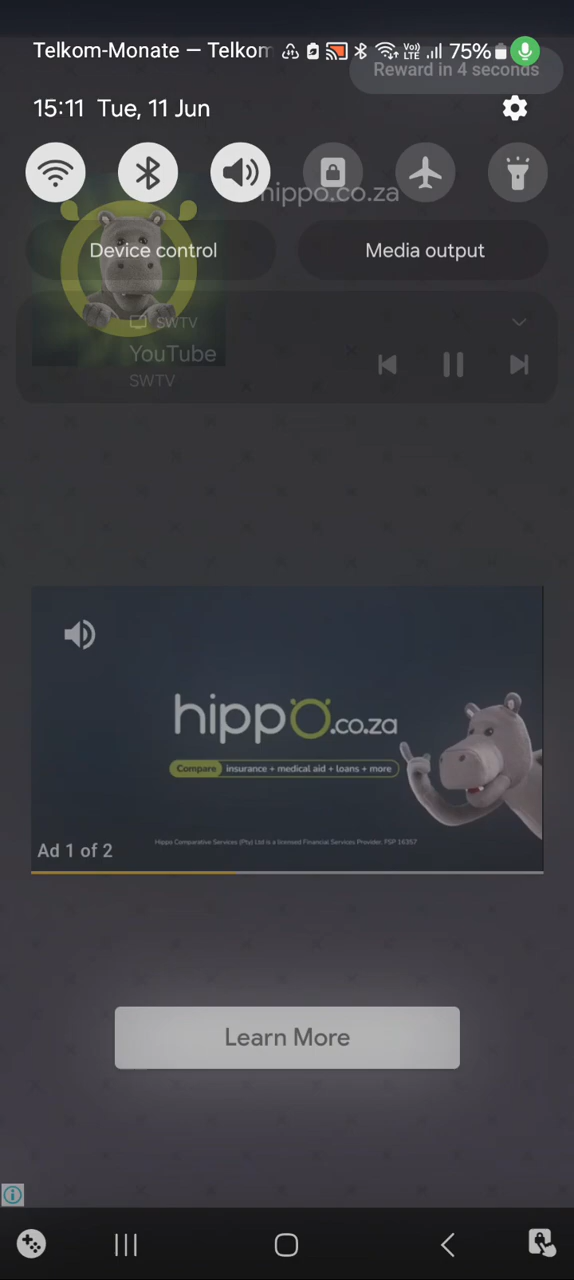 Telkom-Monate — Telkom
Vo))
LTE
75%
Reward in 4 seconds
15:11 Tue, 11 Jun
hippo.co.za
Device control
Media output
SWTV
YouTube
SWTV
hippo.co.za
Compare insurance + medical aid + loans + more
Hippo Comparative Services (Pty) Ltd is a licensed Financial Services Provider. FSP 16357
Ad 1 of 2
Learn More